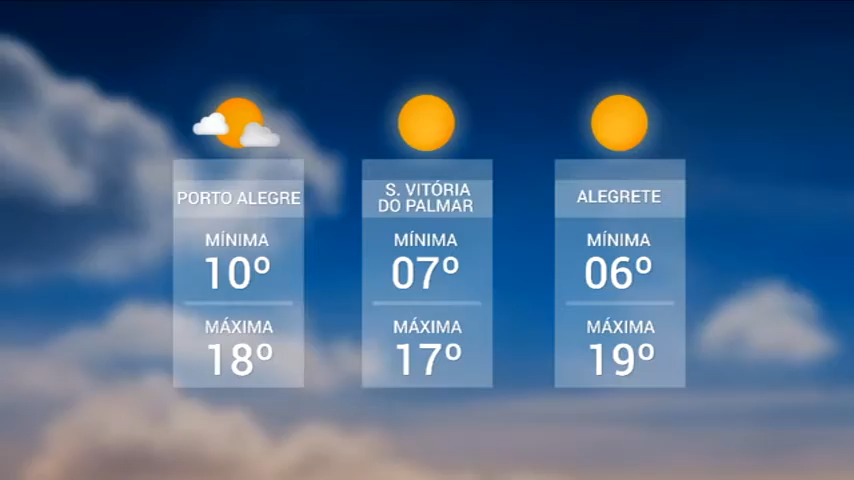 PORTO ALEGRE
MÍNIMA
10º
MÁXIMA
18º
S. VITÓRIA
DO PALMAR
MÍNIMA
07º
MÁXIMA
17º
ALEGRETE
MÍNIMA
06º
MÁXIMA
19º